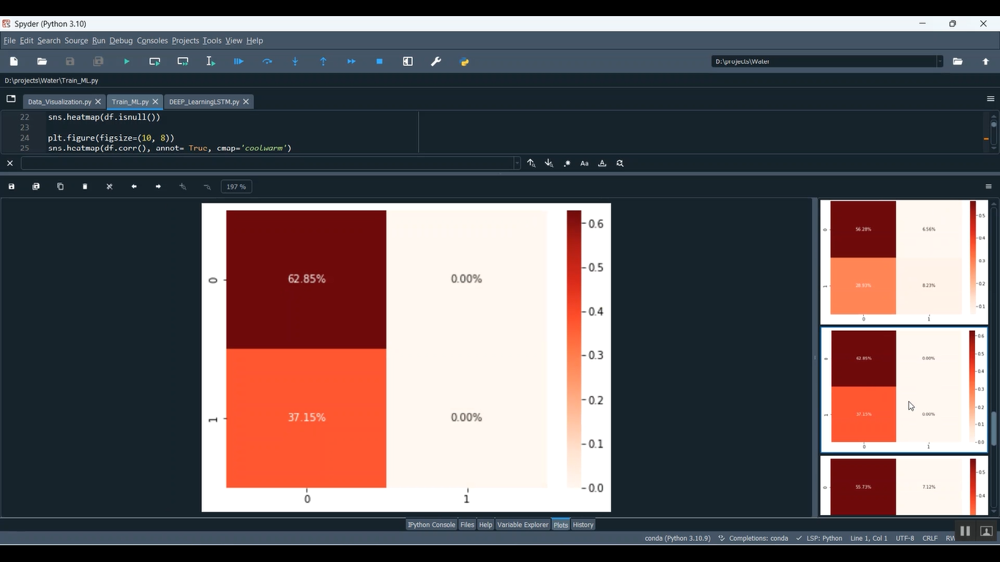 Spyder (Python 3.10)
File Edit Search Source Run Debug Consoles Projects Tools View Help
D:\projects\Water
D:\projects\Water\Train_ML.py
Data_Visualization.py Train_ML.py DEEP_LearningLSTM.py
22 sns.heatmap(df.isnull())
23
24 plt.figure(figsize=(10, 8))
25 sns.heatmap(df.corr(), annot= True, cmap='coolwarm')
Aa
197 %
0 62.85% 0.00%
1 37.15% 0.00%
0 1
0.6
0.5
0.4
0.3
0.2
0.1
0.0
0 56.28% 6.56%
1 28.93% 8.23%
0 1
0.5
0.4
0.3
0.2
0.1
0 62.85% 0.00%
1 37.15% 0.00%
0 1
0.6
0.5
0.4
0.3
0.2
0.1
0.0
0 55.73% 7.12%
0.5
0.4
IPython Console Files Help Variable Explorer Plots History
conda (Python 3.10.9) Completions: conda LSP: Python Line 1, Col 1 UTF-8 CRLF RW